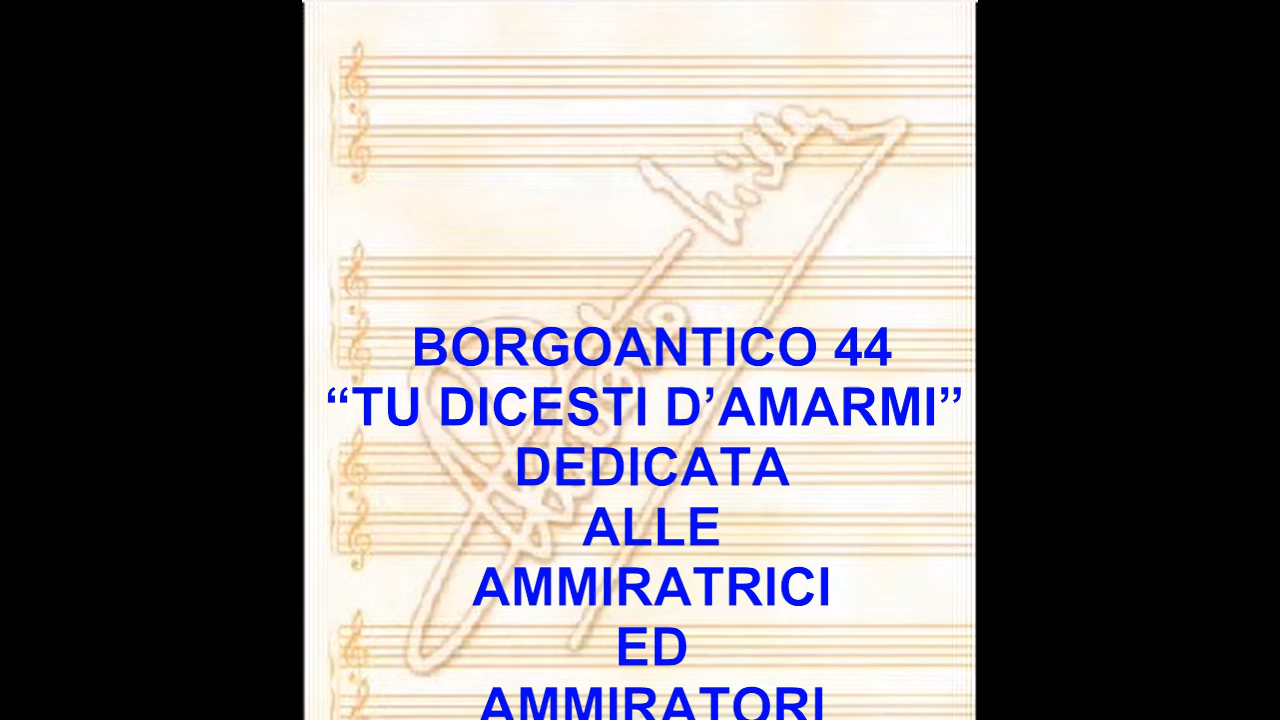 BORGOANTICO 44
“TU DICESTI D’AMARMI”
DEDICATA
ALLE
AMMIRATRICI
ED
AMMIRATORI